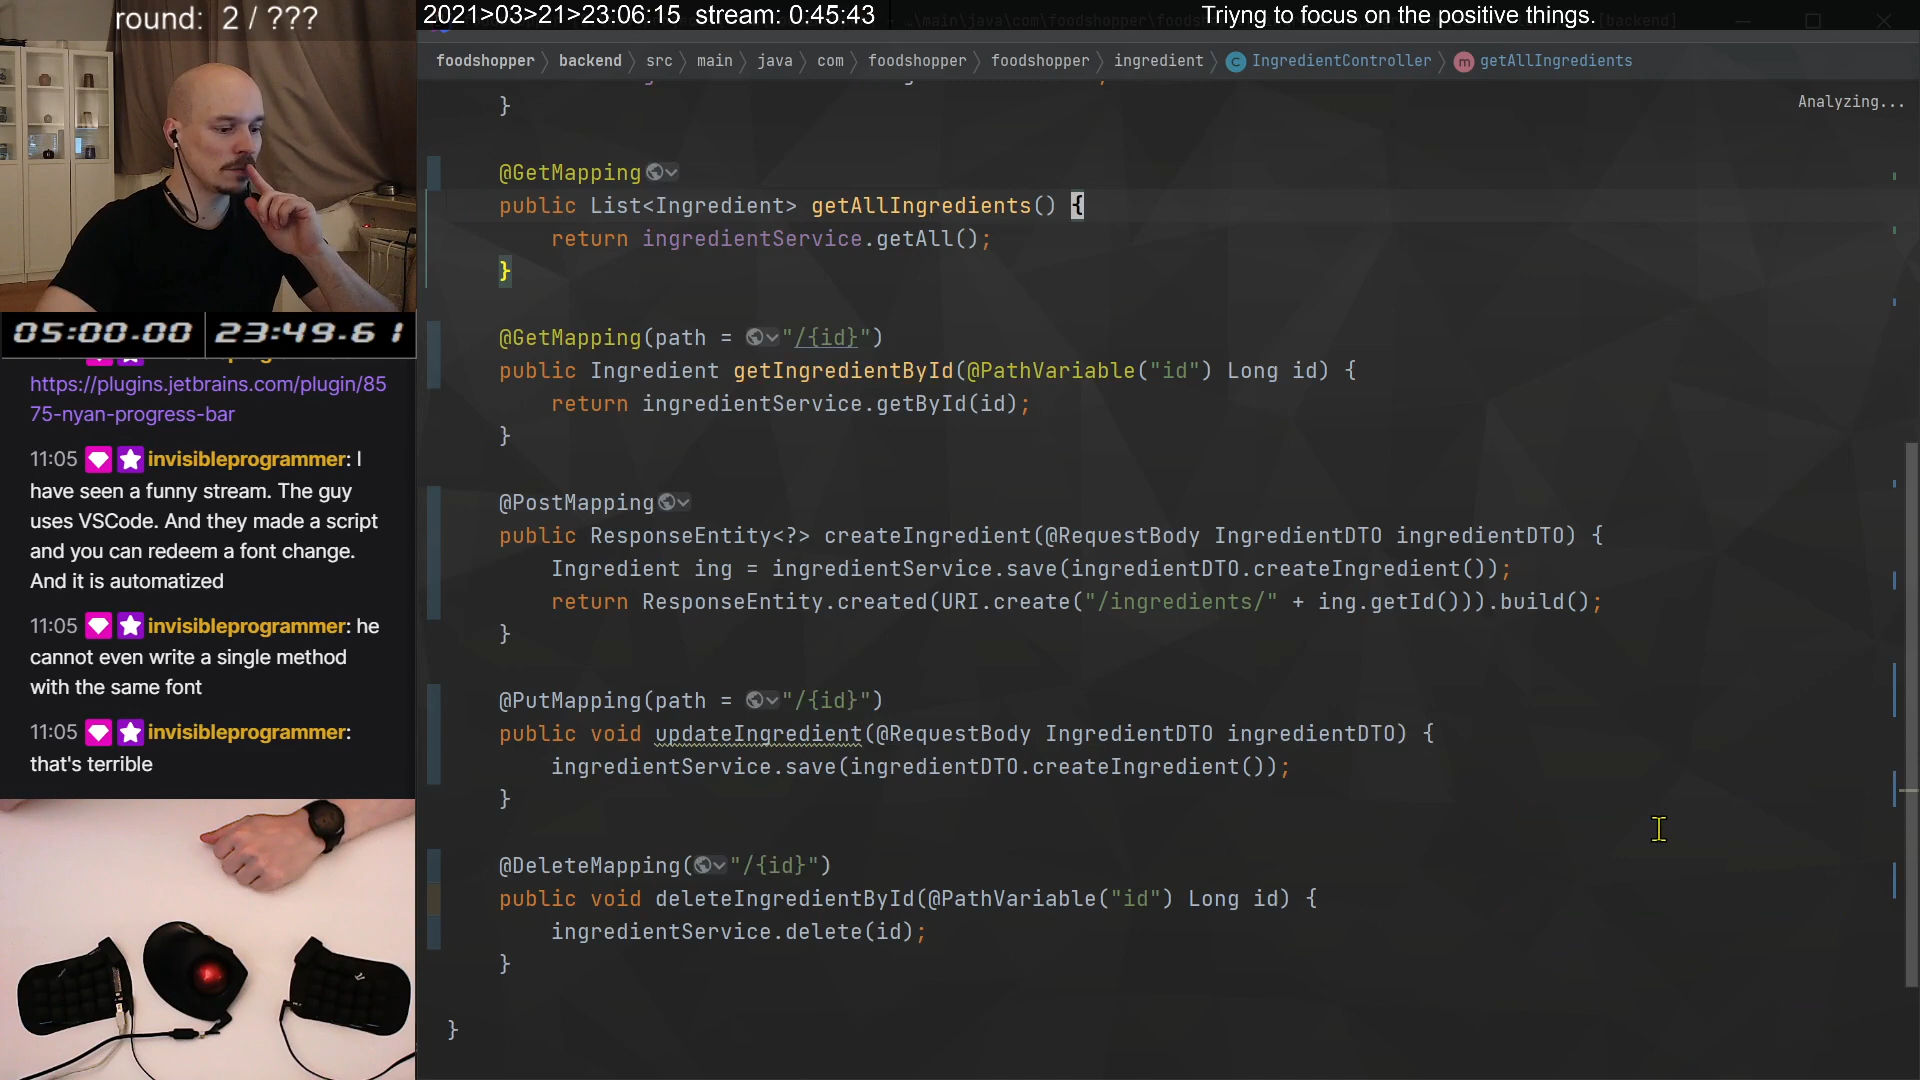 round: 2 / ???
2021>03>21>23:06:15 stream: 0:45:43
Triyng to focus on the positive things.
foodshopper 〉 backend 〉 src 〉 main 〉 java 〉 com 〉 foodshopper 〉 foodshopper 〉 ingredient 〉 C IngredientController 〉 m getAllIngredients
Analyzing...
}
@GetMapping
public List<Ingredient> getAllIngredients() {
return ingredientService.getAll();
}
@GetMapping(path = "/{id}")
public Ingredient getIngredientById(@PathVariable("id") Long id) {
return ingredientService.getById(id);
}
@PostMapping
public ResponseEntity<?> createIngredient(@RequestBody IngredientDTO ingredientDTO) {
Ingredient ing = ingredientService.save(ingredientDTO.createIngredient());
return ResponseEntity.created(URI.create("/ingredients/" + ing.getId())).build();
}
@PutMapping(path = "/{id}")
public void updateIngredient(@RequestBody IngredientDTO ingredientDTO) {
ingredientService.save(ingredientDTO.createIngredient());
}
@DeleteMapping("/{id}")
public void deleteIngredientById(@PathVariable("id") Long id) {
ingredientService.delete(id);
}
}
05:00.00 23:49.61
https://plugins.jetbrains.com/plugin/85
75-nyan-progress-bar
11:05 invisibleprogrammer: I
have seen a funny stream. The guy
uses VSCode. And they made a script
and you can redeem a font change.
And it is automatized
11:05 invisibleprogrammer: he
cannot even write a single method
with the same font
11:05 invisibleprogrammer:
that's terrible